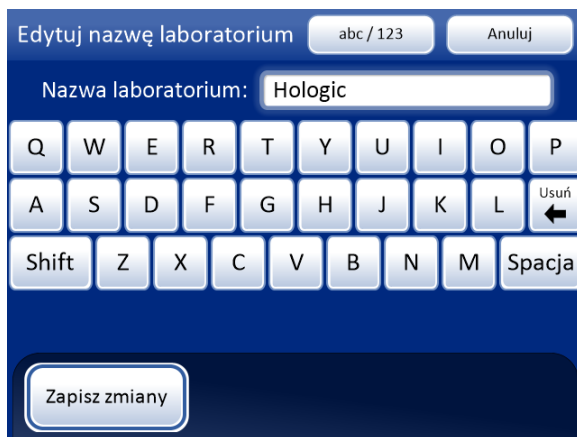 Edytuj nazwę laboratorium abc / 123 Anuluj
Nazwa laboratorium: Hologic
Q W E R T Y U I O P
A S D F G H J K L Usuń
Shift Z X C V B N M Spacja
Zapisz zmiany